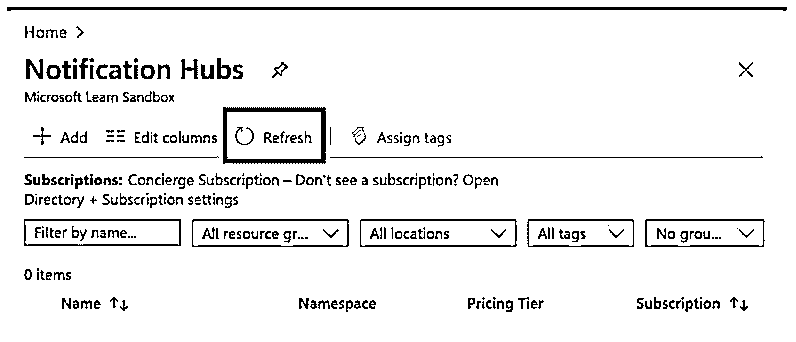 Home >
Notification Hubs
Microsoft Learn Sandbox
Add Edit columns Refresh Assign tags
Subscriptions: Concierge Subscription – Don't see a subscription? Open
Directory + Subscription settings
Filter by name... All resource gr... All locations All tags No grou...
0 items
Name ↑↓ Namespace Pricing Tier Subscription ↑↓